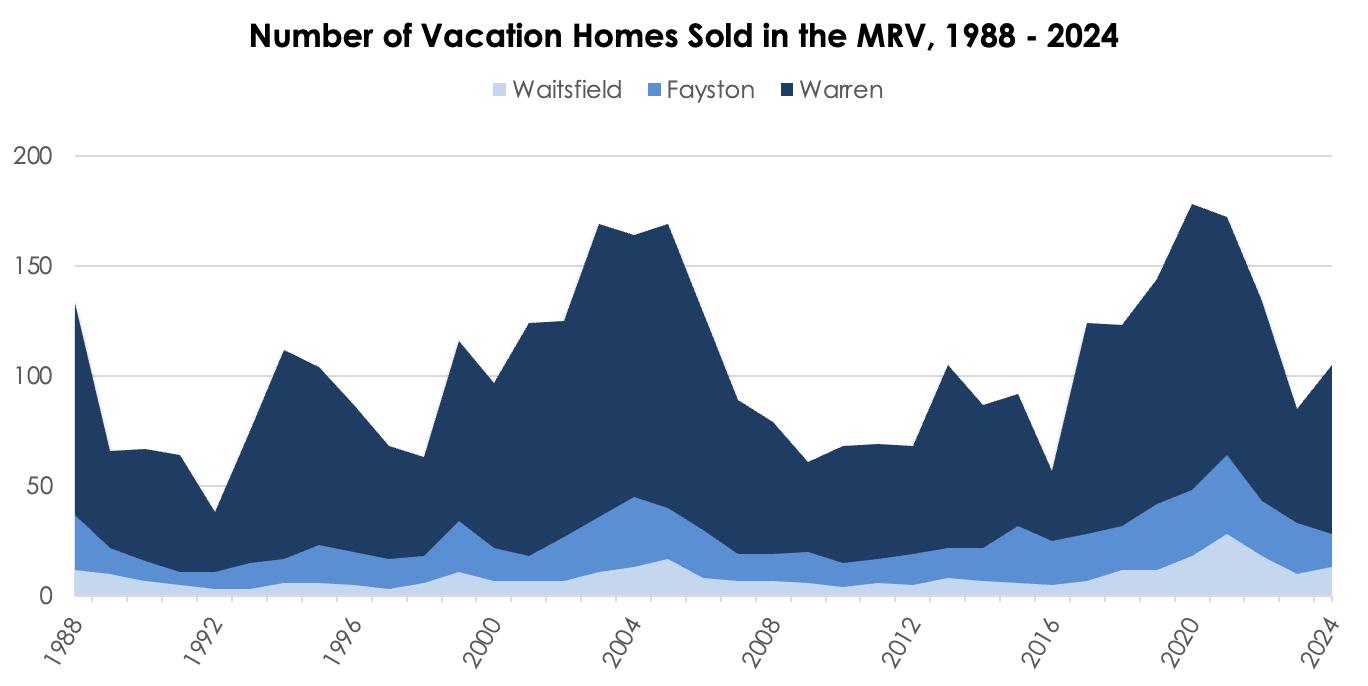 Number of Vacation Homes Sold in the MRV, 1988 - 2024
Waitsfield Fayston Warren
200
150
100
50
0
1988 1992 1996 2000 2004 2008 2012 2016 2020 2024